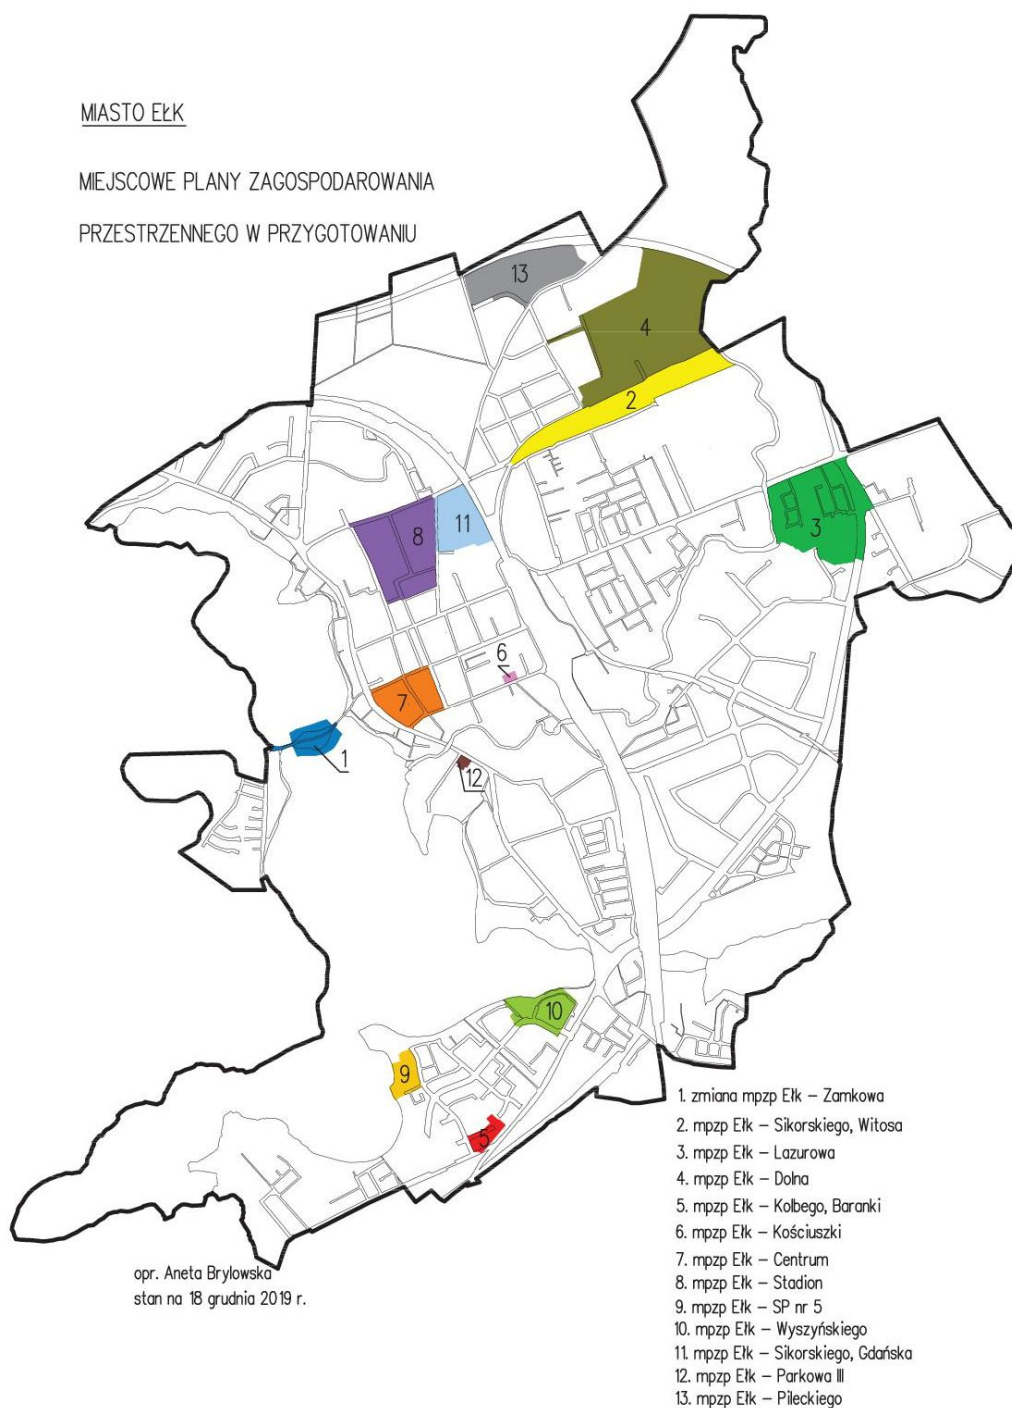 MIASTO EŁK
MIEJSCOWE PLANY ZAGOSPODAROWANIA
PRZESTRZENNEGO W PRZYGOTOWANIU
13
4
2
3
8
11
6
7
1
12
10
9
5
1. zmiana mpzp Ełk – Zamkowa
2. mpzp Ełk – Sikorskiego, Witosa
3. mpzp Ełk – Lazurowa
4. mpzp Ełk – Dolna
5. mpzp Ełk – Kolbego, Baranki
6. mpzp Ełk – Kościuszki
7. mpzp Ełk – Centrum
8. mpzp Ełk – Stadion
9. mpzp Ełk – SP nr 5
10. mpzp Ełk – Wyszyńskiego
11. mpzp Ełk – Sikorskiego, Gdańska
12. mpzp Ełk – Parkowa III
13. mpzp Ełk – Pileckiego
opr. Aneta Brylowska
stan na 18 grudnia 2019 r.